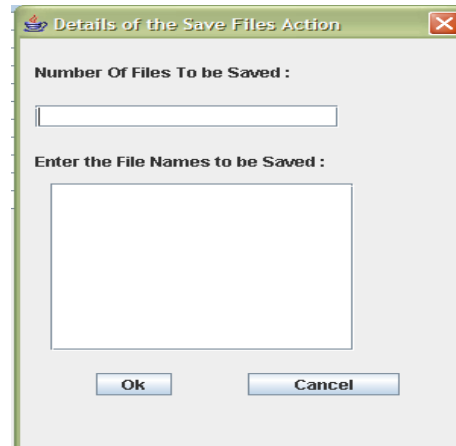 Details of the Save Files Action
Number Of Files To be Saved :
Enter the File Names to be Saved :
Ok Cancel